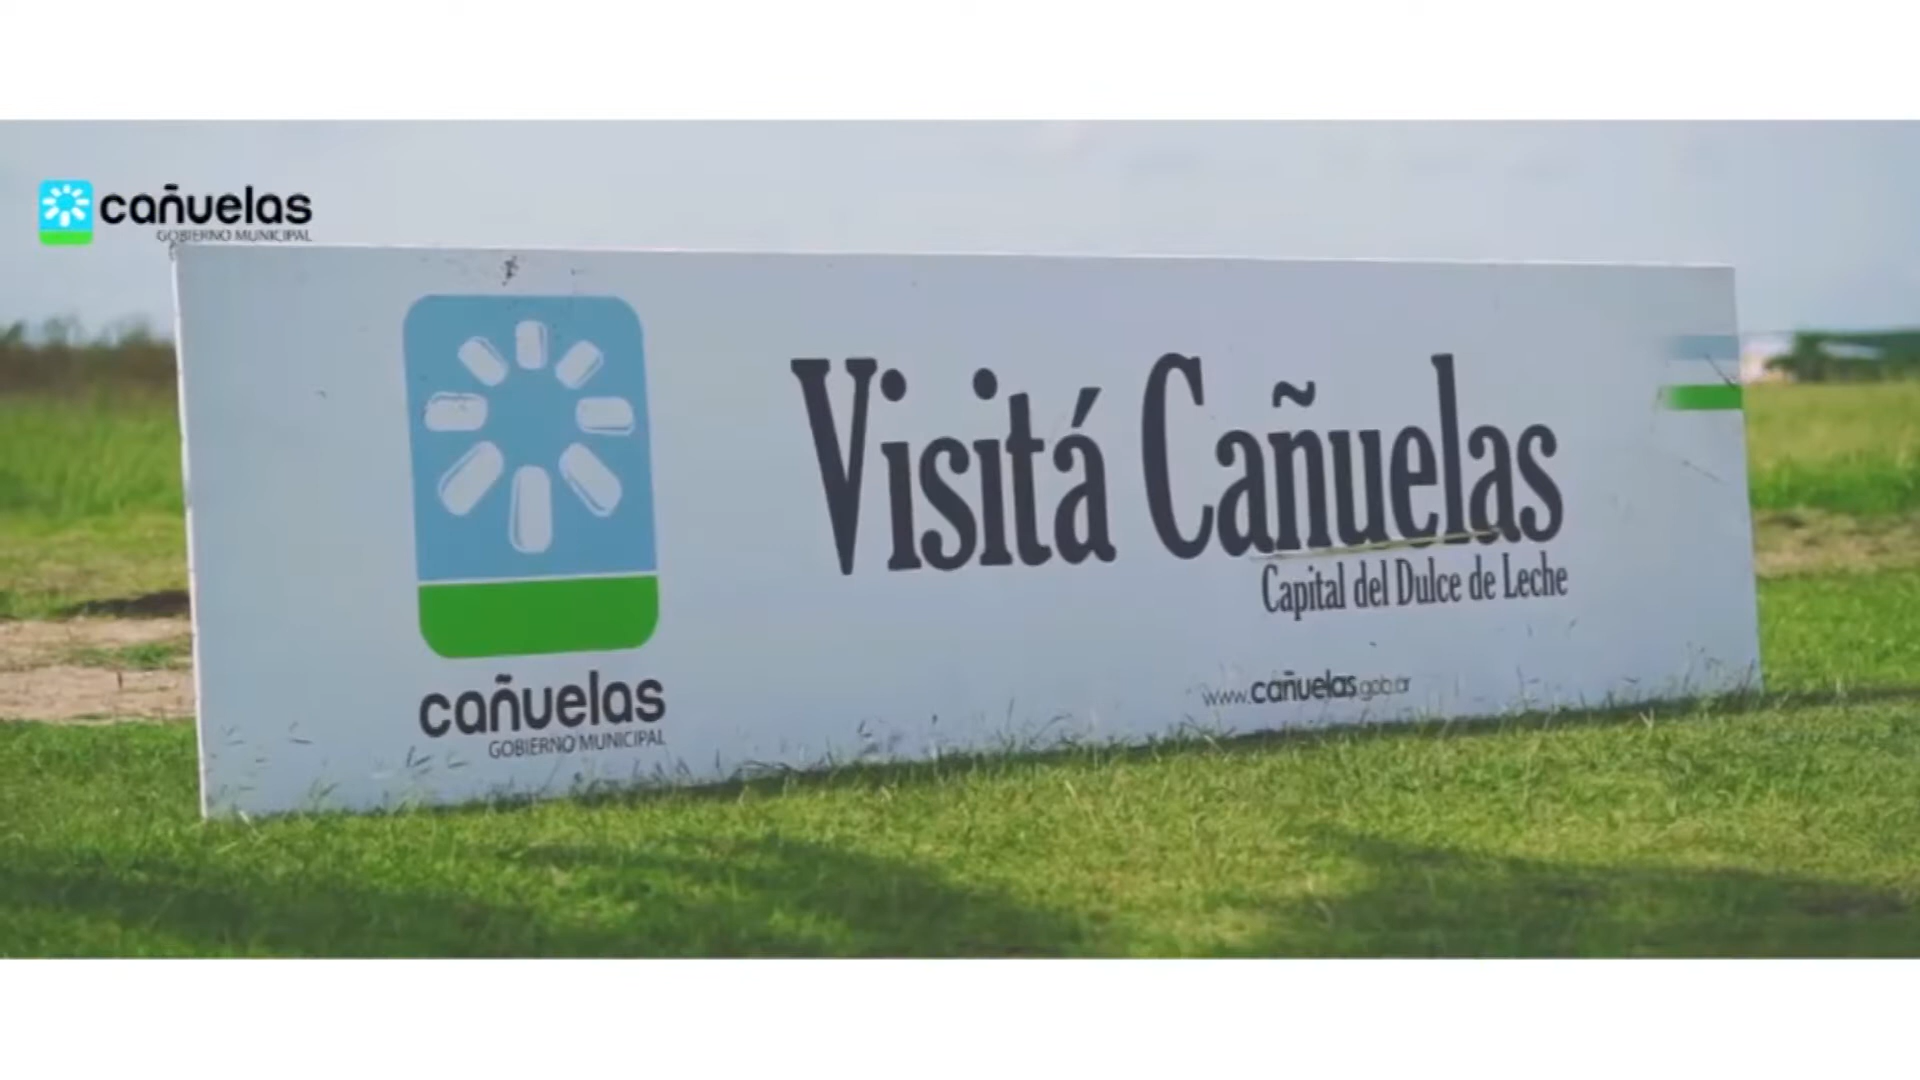 cañuelas
GOBIERNO MUNICIPAL
Visitá Cañuelas
Capital del Dulce de Leche
www.cañuelas.gob.ar
cañuelas
GOBIERNO MUNICIPAL